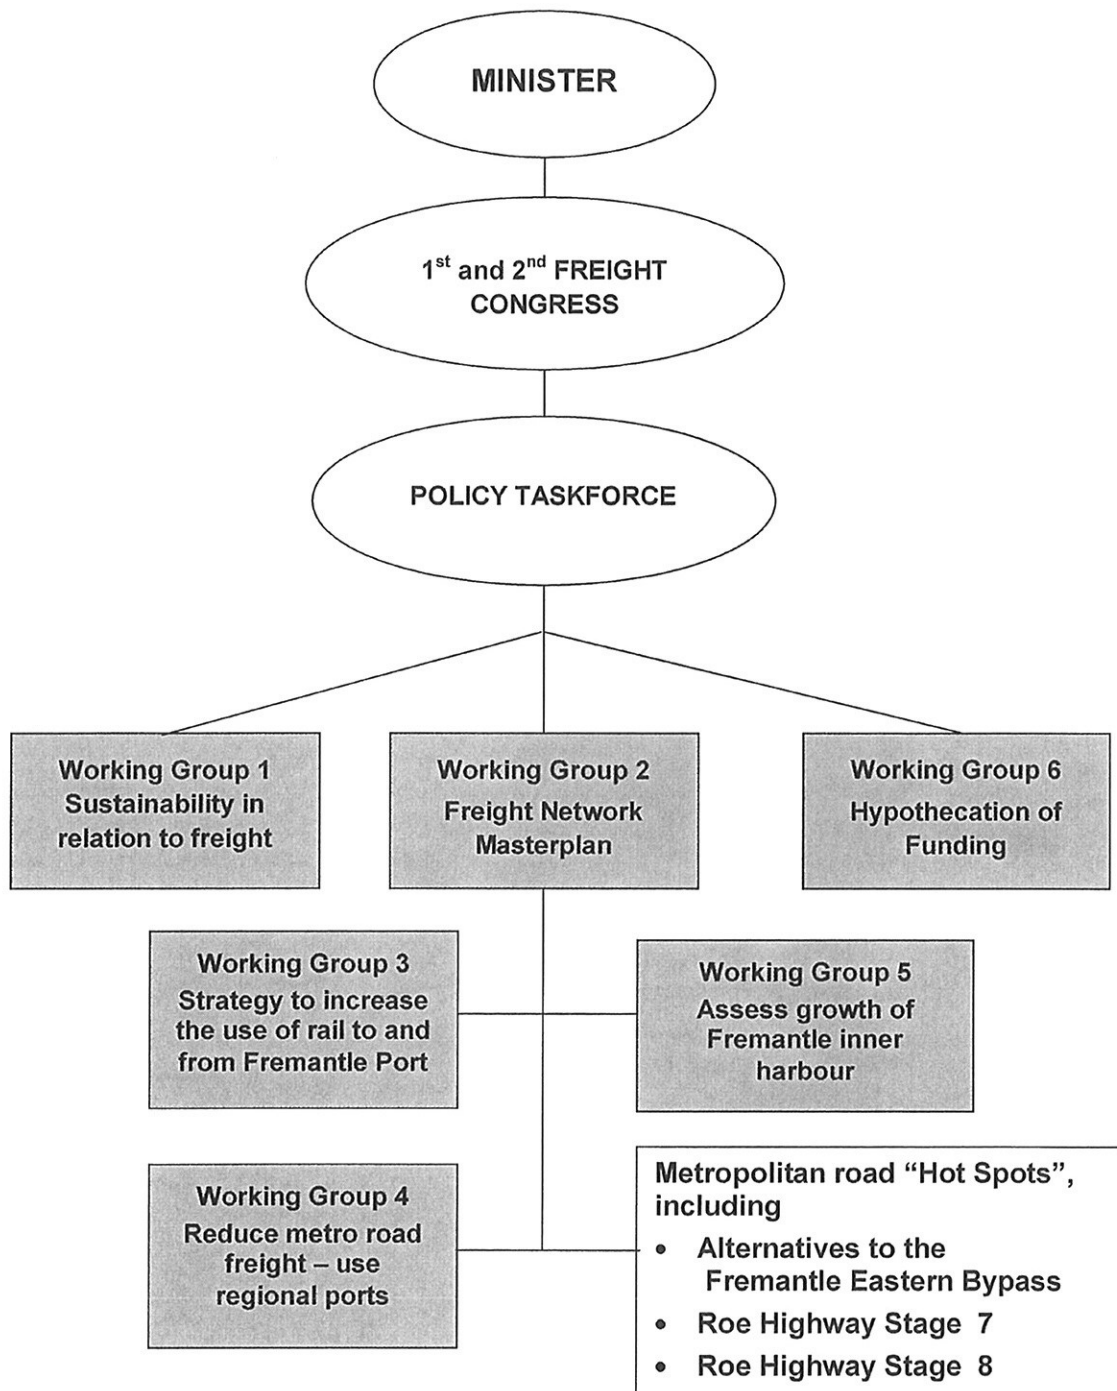 MINISTER
1st and 2nd FREIGHT
CONGRESS
POLICY TASKFORCE
Working Group 1
Sustainability in
relation to freight
Working Group 2
Freight Network
Masterplan
Working Group 6
Hypothecation of
Funding
Working Group 3
Strategy to increase
the use of rail to and
from Fremantle Port
Working Group 5
Assess growth of
Fremantle inner
harbour
Working Group 4
Reduce metro road
freight – use
regional ports
Metropolitan road “Hot Spots”,
including
• Alternatives to the
Fremantle Eastern Bypass
• Roe Highway Stage 7
• Roe Highway Stage 8